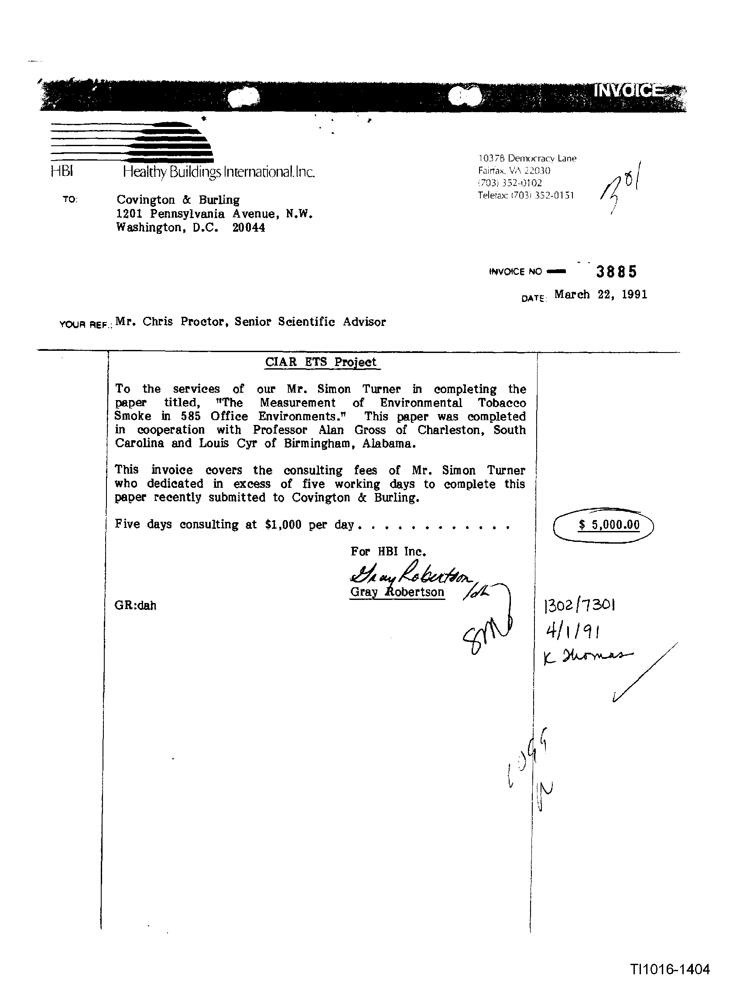 INVOICE
HBI Healthy Buildings International, Inc.
10378 Democracy Lane
Fairfax, VA 22030
(703) 352-0102
Telefax: (703) 352-0151
TO: Covington & Burling
1201 Pennsylvania Avenue, N.W.
Washington, D.C. 20044
INVOICE NO — 3885
DATE: March 22, 1991
YOUR REF.: Mr. Chris Proctor, Senior Scientific Advisor
CIAR ETS Project
To the services of our Mr. Simon Turner in completing the
paper titled, "The Measurement of Environmental Tobacco
Smoke in 585 Office Environments." This paper was completed
in cooperation with Professor Alan Gross of Charleston, South
Carolina and Louis Cyr of Birmingham, Alabama.
This invoice covers the consulting fees of Mr. Simon Turner
who dedicated in excess of five working days to complete this
paper recently submitted to Covington & Burling.
Five days consulting at $1,000 per day. . . . . . . . . . . . $ 5,000.00
For HBI Inc.
Gray Robertson
Gray Robertson
GR:dah
1302/7301
4/1/91
K Thomas
TI1016-1404